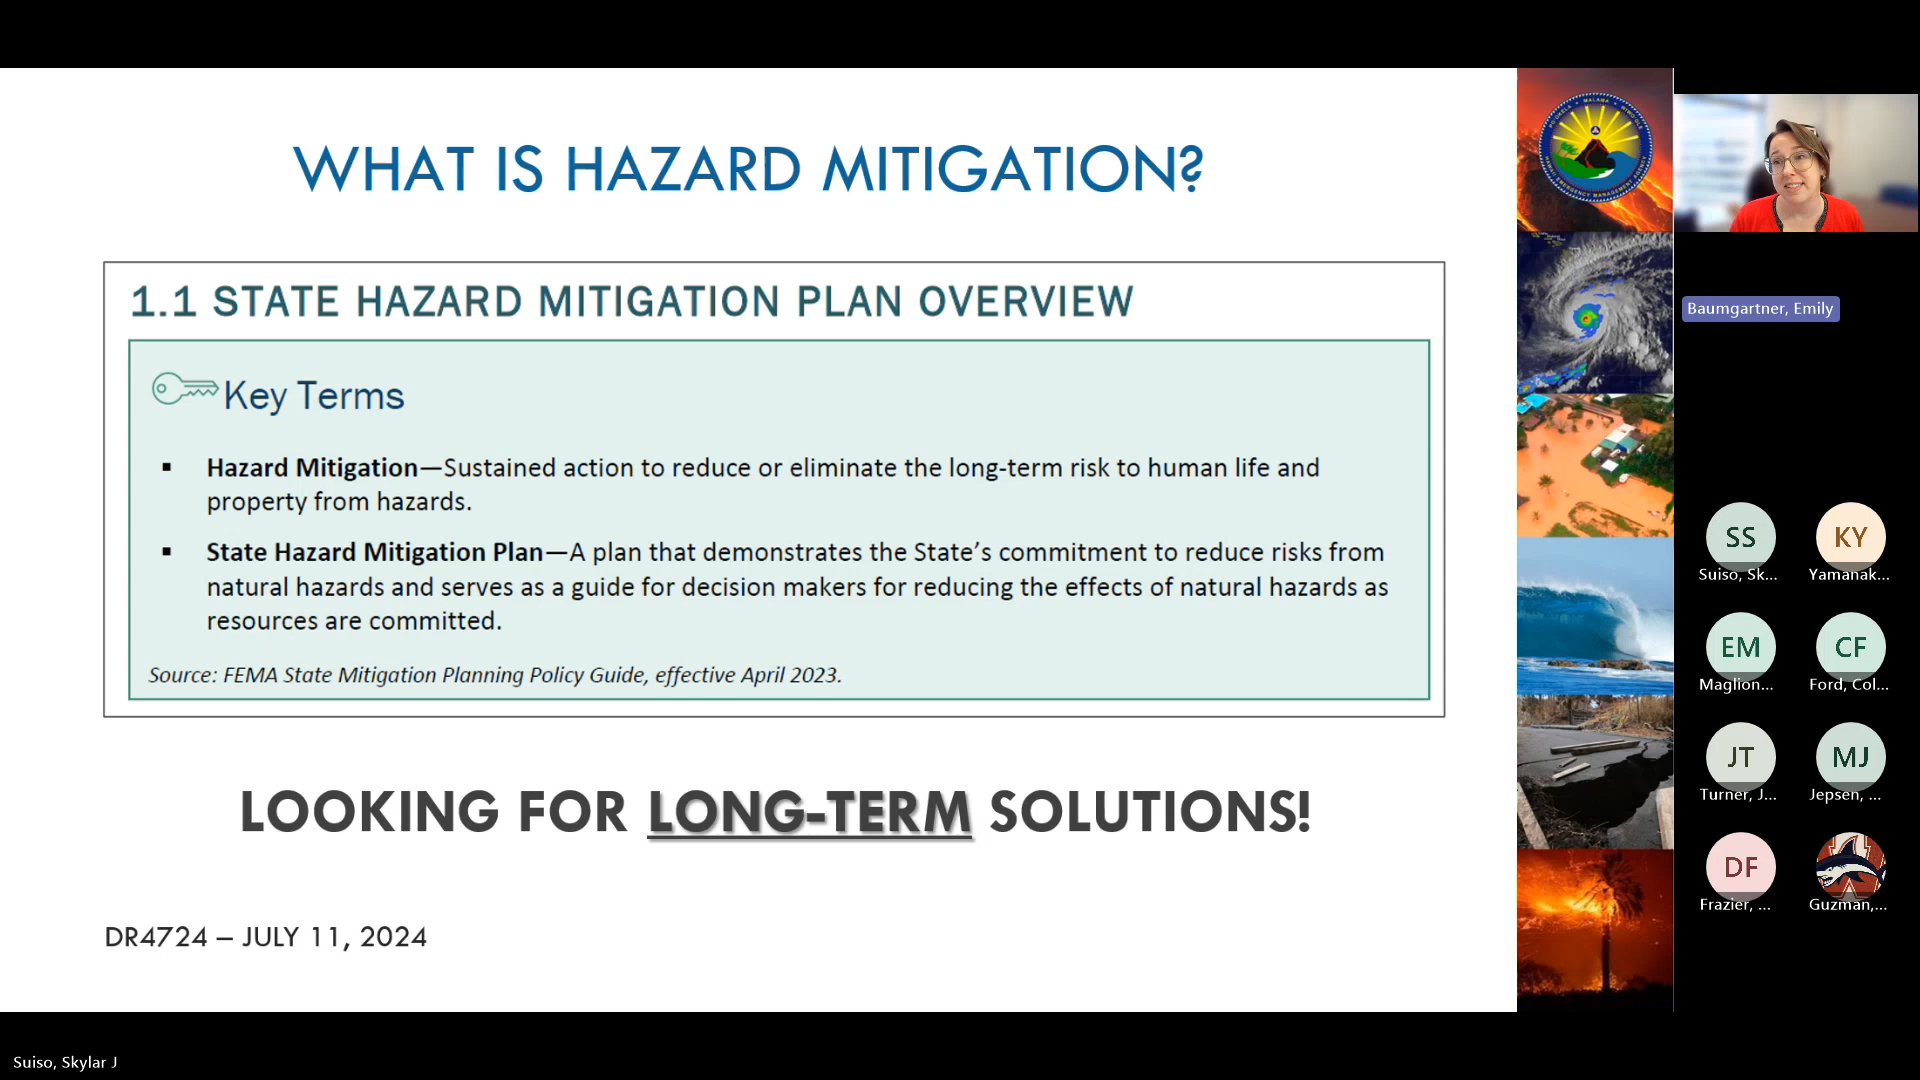 WHAT IS HAZARD MITIGATION?
1.1 STATE HAZARD MITIGATION PLAN OVERVIEW
Key Terms
▪ Hazard Mitigation—Sustained action to reduce or eliminate the long-term risk to human life and
property from hazards.
▪ State Hazard Mitigation Plan—A plan that demonstrates the State’s commitment to reduce risks from
natural hazards and serves as a guide for decision makers for reducing the effects of natural hazards as
resources are committed.
Source: FEMA State Mitigation Planning Policy Guide, effective April 2023.
LOOKING FOR LONG-TERM SOLUTIONS!
DR4724 – JULY 11, 2024
HAWAII EMERGENCY MANAGEMENT AGENCY
Baumgartner, Emily
SS
KY
Suiso, Sk...
Yamanak...
EM
CF
Maglion...
Ford, Col...
JT
MJ
Turner, J...
Jepsen, ...
DF
Frazier, ...
Guzman,...
Suiso, Skylar J